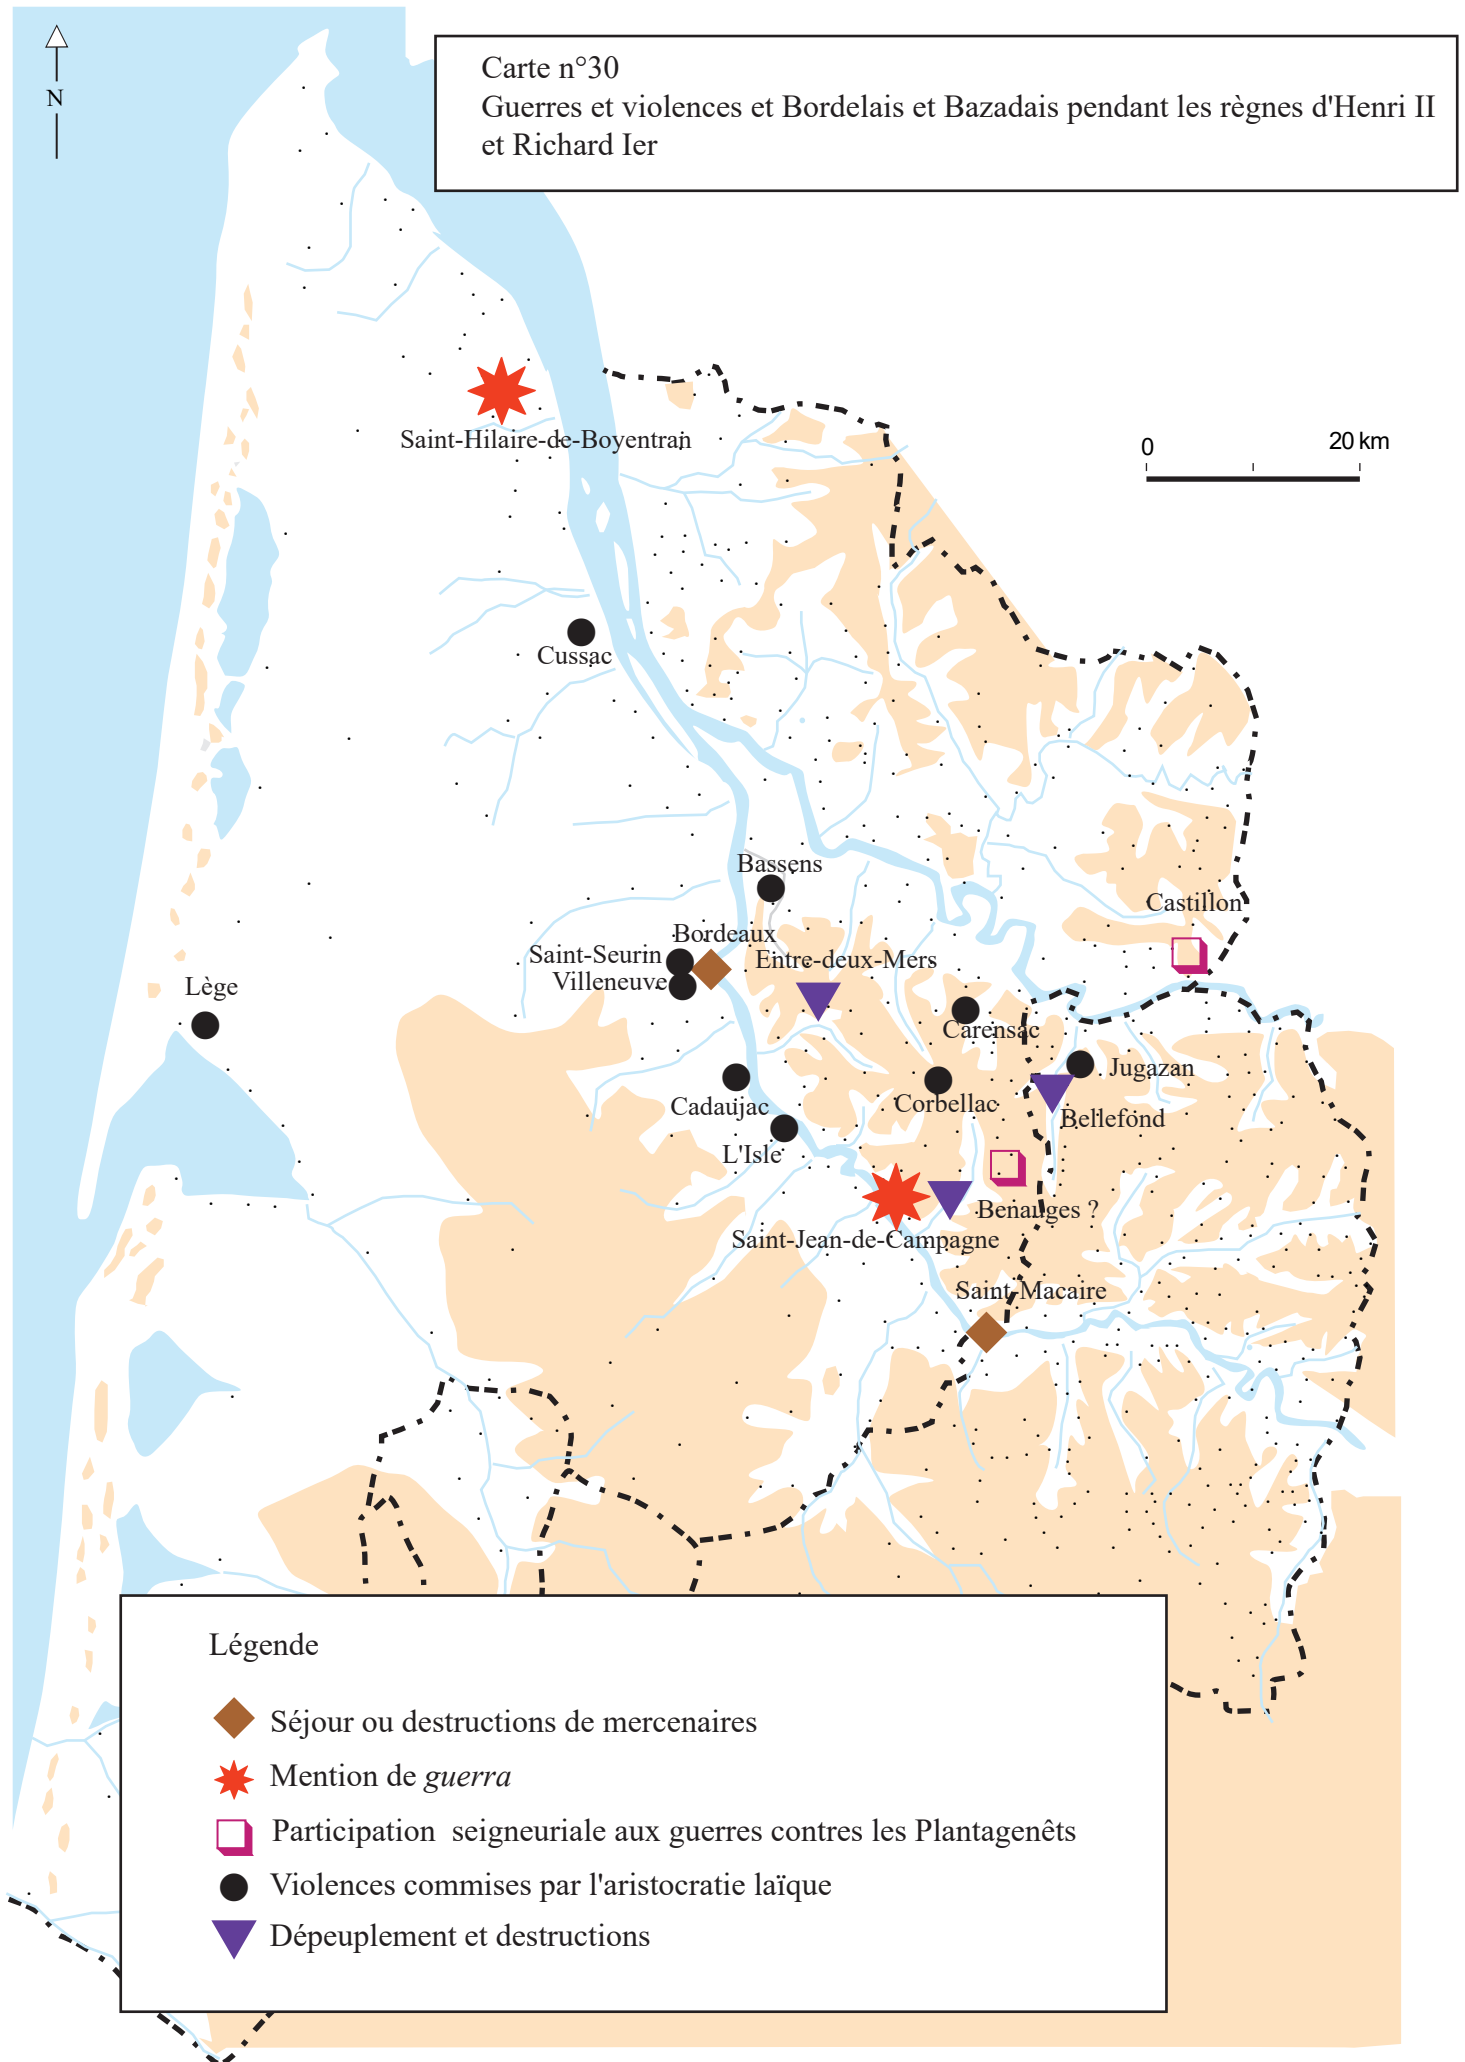 N
Carte n°30
Guerres et violences et Bordelais et Bazadais pendant les règnes d'Henri II
et Richard Ier
Saint-Hilaire-de-Boyentran
0 20 km
Cussac
Bassens
Castillon
Bordeaux
Saint-Seurin
Entre-deux-Mers
Villeneuve
Lège
Carensac
Jugazan
Cadaujac
Corbellac
Bellefond
L'Isle
Benauges ?
Saint-Jean-de-Campagne
Saint-Macaire
Légende
Séjour ou destructions de mercenaires
Mention de guerra
Participation seigneuriale aux guerres contres les Plantagenêts
Violences commises par l'aristocratie laïque
Dépeuplement et destructions